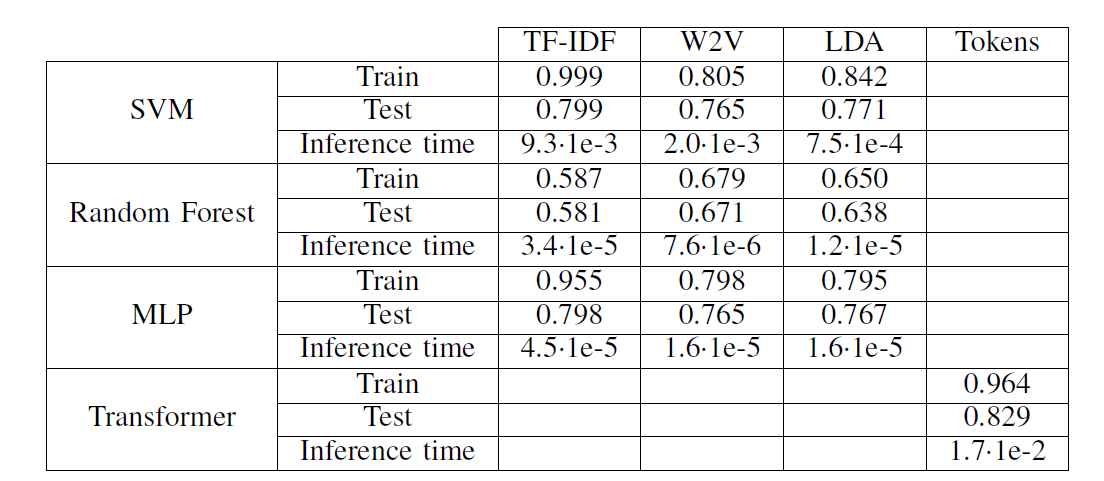 TF-IDF W2V LDA Tokens
SVM Train 0.999 0.805 0.842
Test 0.799 0.765 0.771
Inference time 9.3·1e-3 2.0·1e-3 7.5·1e-4
Random Forest Train 0.587 0.679 0.650
Test 0.581 0.671 0.638
Inference time 3.4·1e-5 7.6·1e-6 1.2·1e-5
MLP Train 0.955 0.798 0.795
Test 0.798 0.765 0.767
Inference time 4.5·1e-5 1.6·1e-5 1.6·1e-5
Transformer Train 0.964
Test 0.829
Inference time 1.7·1e-2